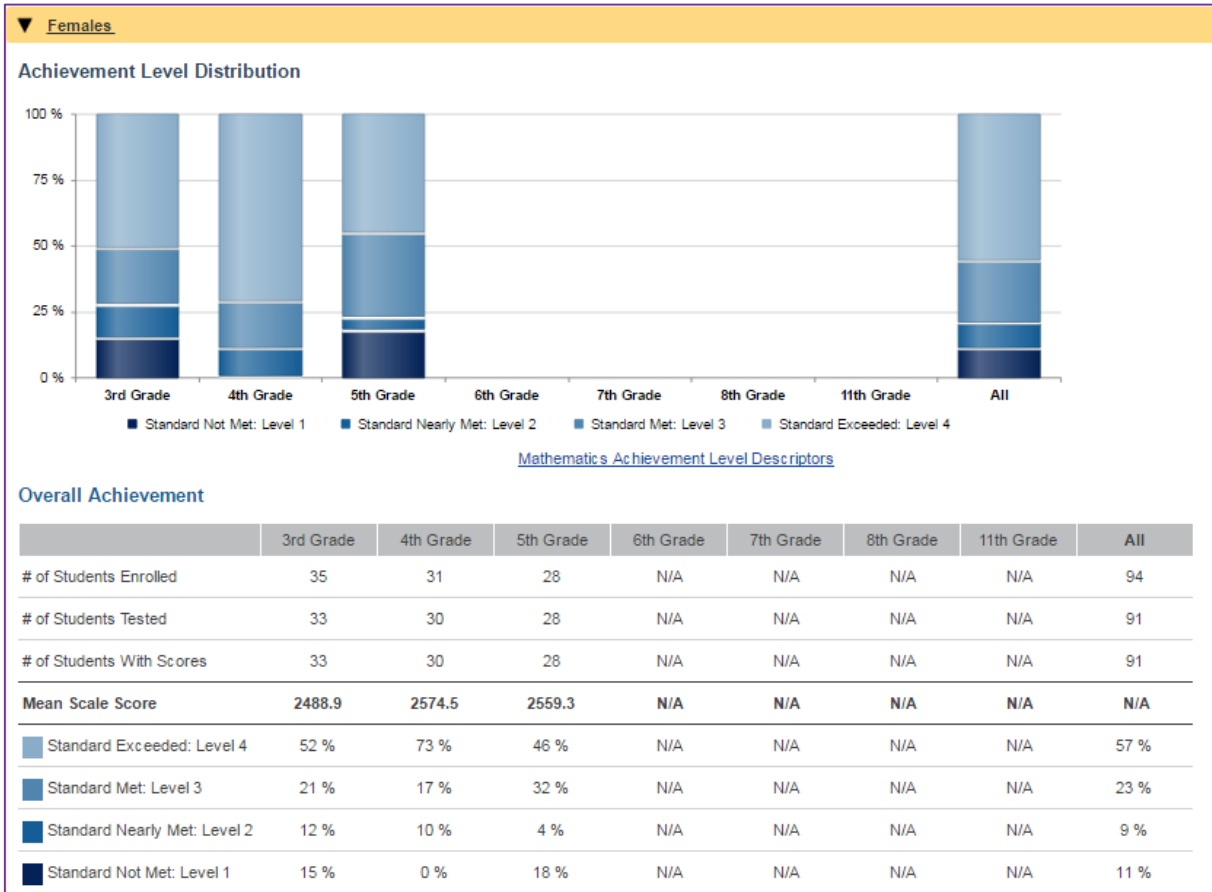 ▼ Females
Achievement Level Distribution
100 %
75 %
50 %
25 %
0 %
3rd Grade 4th Grade 5th Grade 6th Grade 7th Grade 8th Grade 11th Grade All
Standard Not Met: Level 1 Standard Nearly Met: Level 2 Standard Met: Level 3 Standard Exceeded: Level 4
Mathematics Achievement Level Descriptors
Overall Achievement
3rd Grade 4th Grade 5th Grade 6th Grade 7th Grade 8th Grade 11th Grade All
# of Students Enrolled 35 31 28 N/A N/A N/A N/A 94
# of Students Tested 33 30 28 N/A N/A N/A N/A 91
# of Students With Scores 33 30 28 N/A N/A N/A N/A 91
Mean Scale Score 2488.9 2574.5 2559.3 N/A N/A N/A N/A N/A
Standard Exceeded: Level 4 52 % 73 % 46 % N/A N/A N/A N/A 57 %
Standard Met: Level 3 21 % 17 % 32 % N/A N/A N/A N/A 23 %
Standard Nearly Met: Level 2 12 % 10 % 4 % N/A N/A N/A N/A 9 %
Standard Not Met: Level 1 15 % 0 % 18 % N/A N/A N/A N/A 11 %